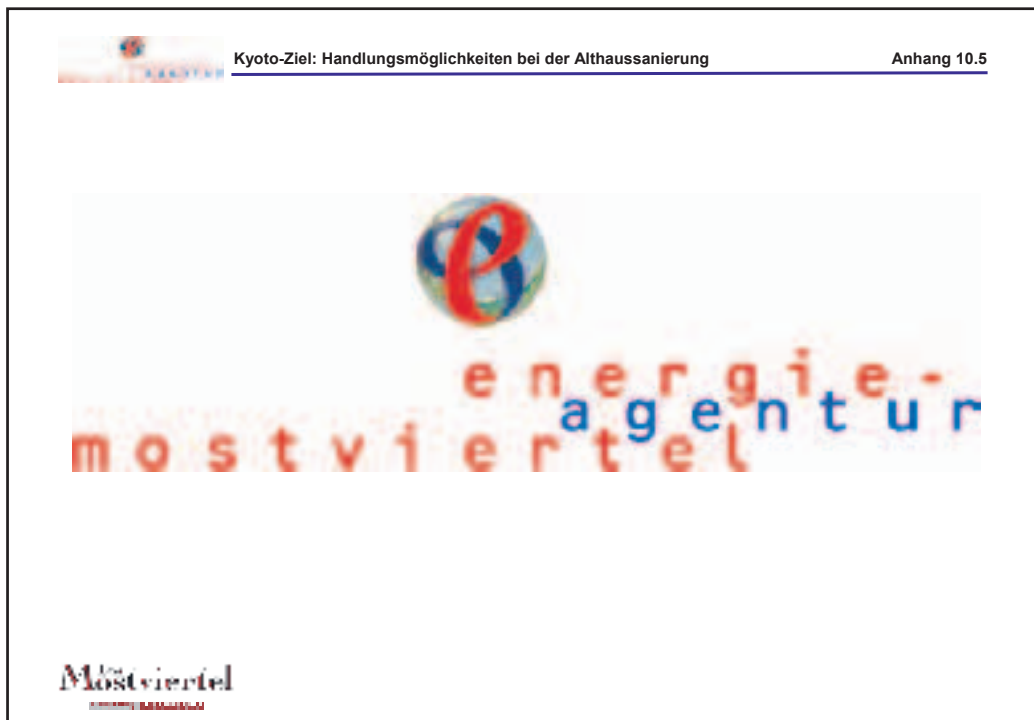 Kyoto-Ziel: Handlungsmöglichkeiten bei der Althaussanierung Anhang 10.5
energie-
agentur
mostviertel
Mostviertel